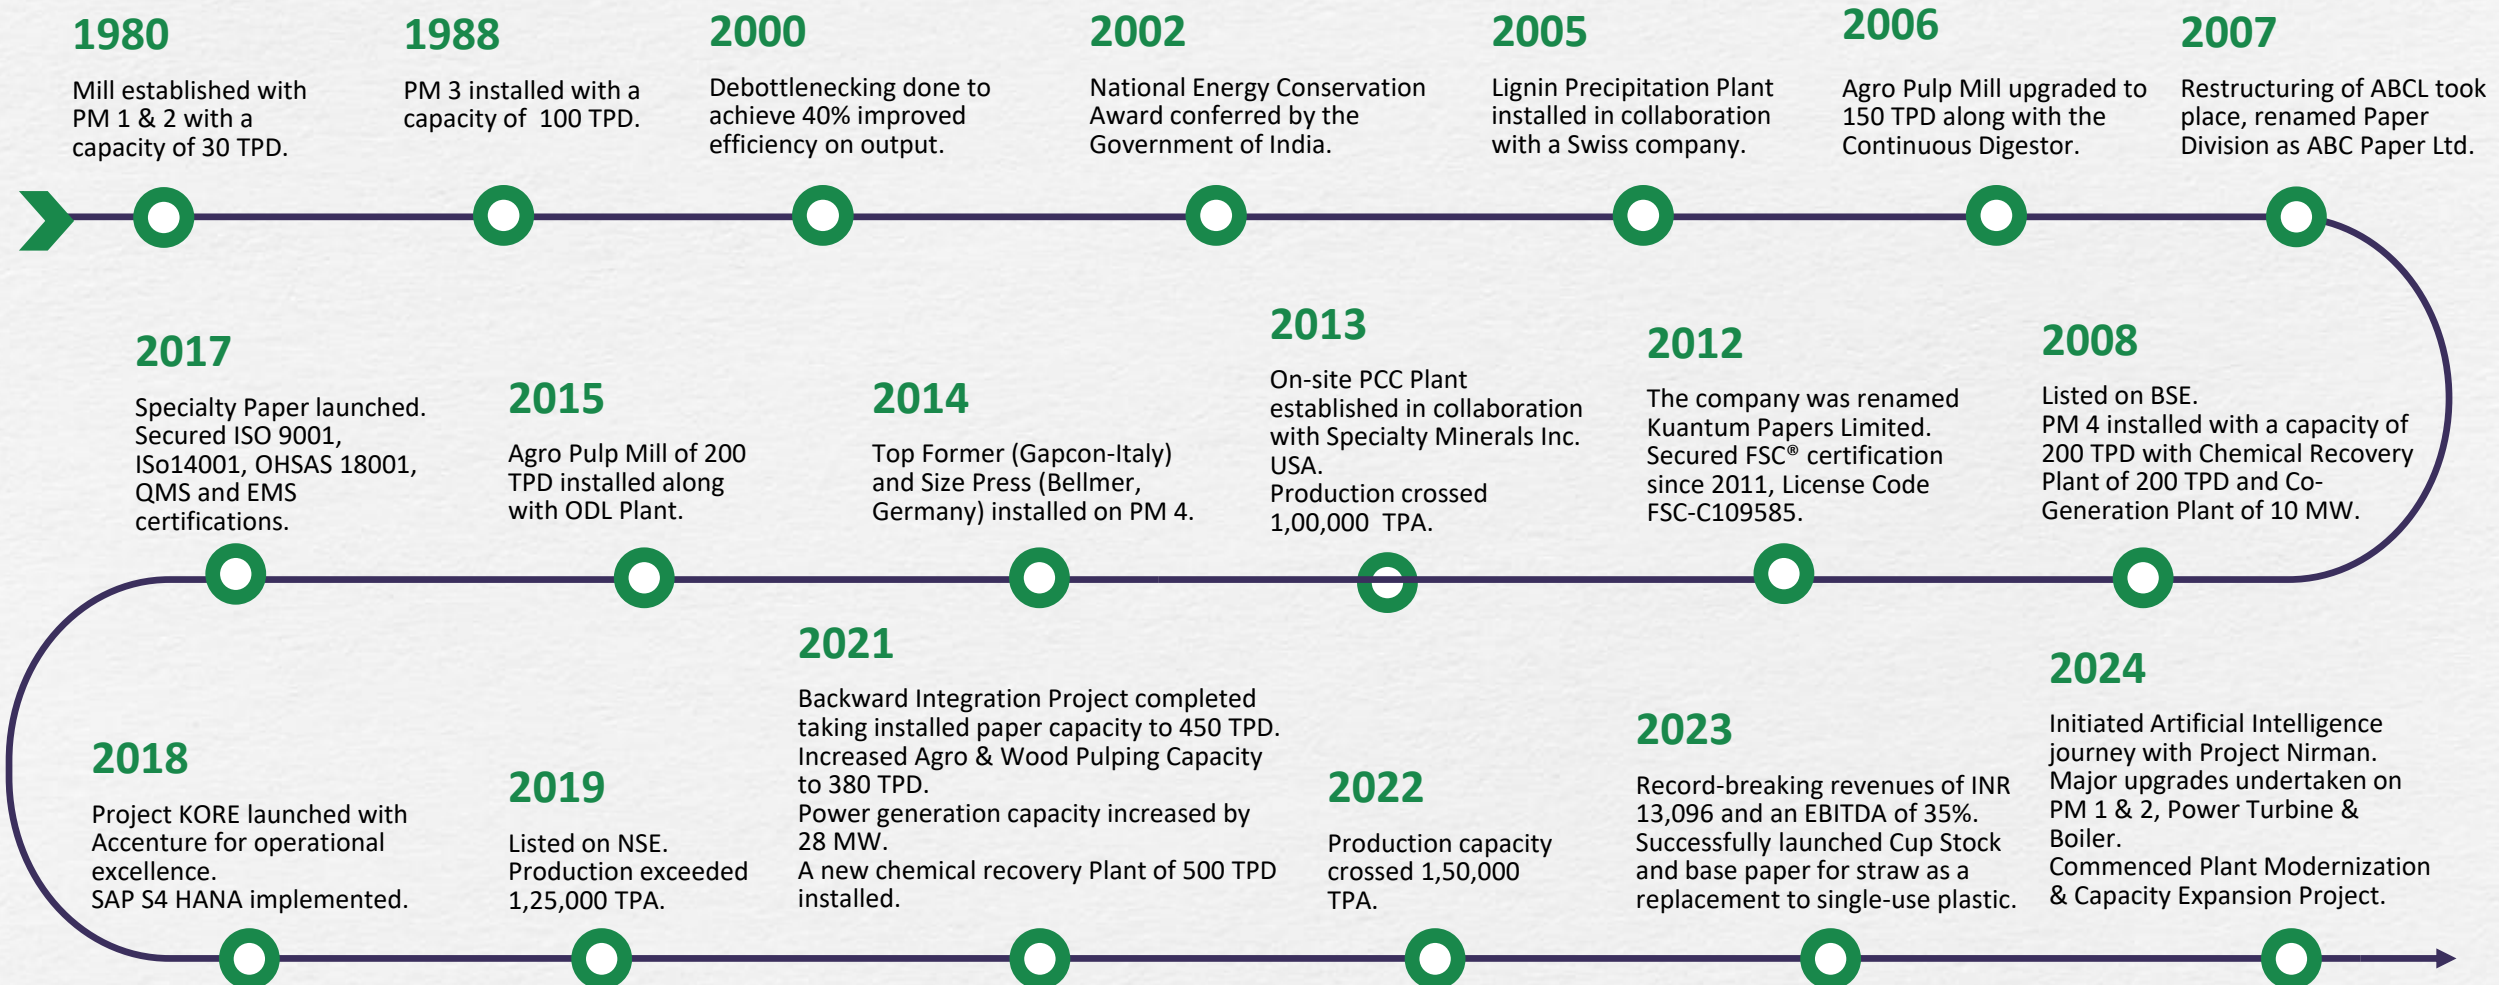 1980
Mill established with
PM 1 & 2 with a
capacity of 30 TPD.
1988
PM 3 installed with a
capacity of 100 TPD.
2000
Debottlenecking done to
achieve 40% improved
efficiency on output.
2002
National Energy Conservation
Award conferred by the
Government of India.
2005
Lignin Precipitation Plant
installed in collaboration
with a Swiss company.
2006
Agro Pulp Mill upgraded to
150 TPD along with the
Continuous Digestor.
2007
Restructuring of ABCL took
place, renamed Paper
Division as ABC Paper Ltd.
2008
Listed on BSE.
PM 4 installed with a capacity of
200 TPD with Chemical Recovery
Plant of 200 TPD and Co-
Generation Plant of 10 MW.
2012
The company was renamed
Kuantum Papers Limited.
Secured FSC® certification
since 2011, License Code
FSC-C109585.
2013
On-site PCC Plant
established in collaboration
with Specialty Minerals Inc.
USA.
Production crossed
1,00,000 TPA.
2014
Top Former (Gapcon-Italy)
and Size Press (Bellmer,
Germany) installed on PM 4.
2015
Agro Pulp Mill of 200
TPD installed along
with ODL Plant.
2017
Specialty Paper launched.
Secured ISO 9001,
ISo14001, OHSAS 18001,
QMS and EMS
certifications.
2018
Project KORE launched with
Accenture for operational
excellence.
SAP S4 HANA implemented.
2019
Listed on NSE.
Production exceeded
1,25,000 TPA.
2021
Backward Integration Project completed
taking installed paper capacity to 450 TPD.
Increased Agro & Wood Pulping Capacity
to 380 TPD.
Power generation capacity increased by
28 MW.
A new chemical recovery Plant of 500 TPD
installed.
2022
Production capacity
crossed 1,50,000
TPA.
2023
Record-breaking revenues of INR
13,096 and an EBITDA of 35%.
Successfully launched Cup Stock
and base paper for straw as a
replacement to single-use plastic.
2024
Initiated Artificial Intelligence
journey with Project Nirman.
Major upgrades undertaken on
PM 1 & 2, Power Turbine &
Boiler.
Commenced Plant Modernization
& Capacity Expansion Project.